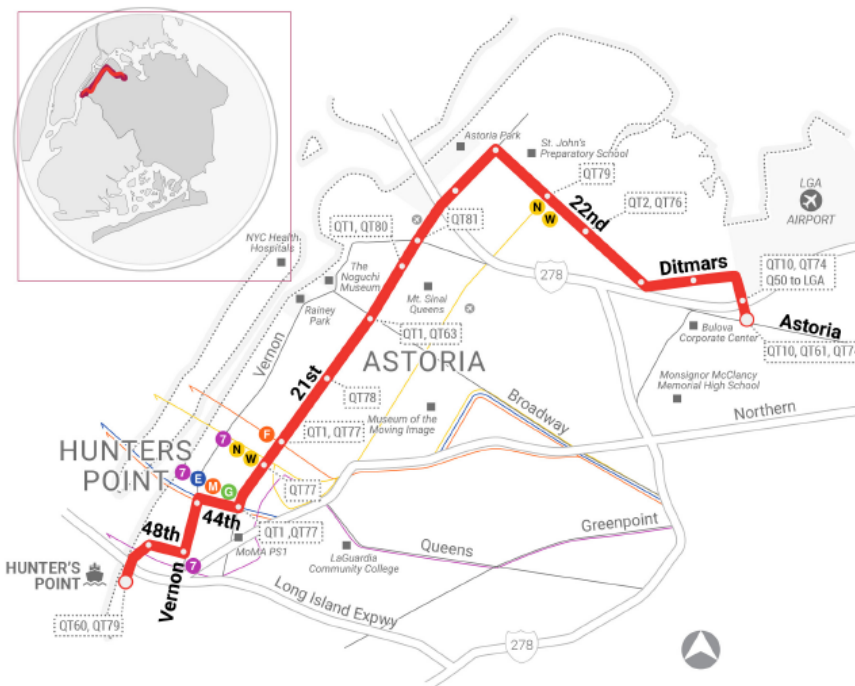 Astoria Park
St. John's
Preparatory School
QT79
LGA
AIRPORT
N
W
22nd
QT2, QT76
QT1, QT80
QT81
NYC Health
Hospitals
The
Noguchi
Museum
Ditmars
QT10, QT74
Q50 to LGA
278
Mt. Sinai
Queens
Rainey
Park
Vernon
QT1, QT63
Bulova
Corporate Center
Astoria
QT10, QT61, QT7
ASTORIA
21st
QT78
Monsignor McClancy
Memorial High School
Broadway
Museum of the
Moving Image
Northern
F
7
N
W
QT1, QT77
HUNTERS
POINT
7
E
M
G
QT77
44th
48th
QT1 ,QT77
MoMA PS1
Greenpoint
Queens
LaGuardia
Community College
7
Vernon
HUNTER'S
POINT
Long Island Expwy
QT60, QT79
278